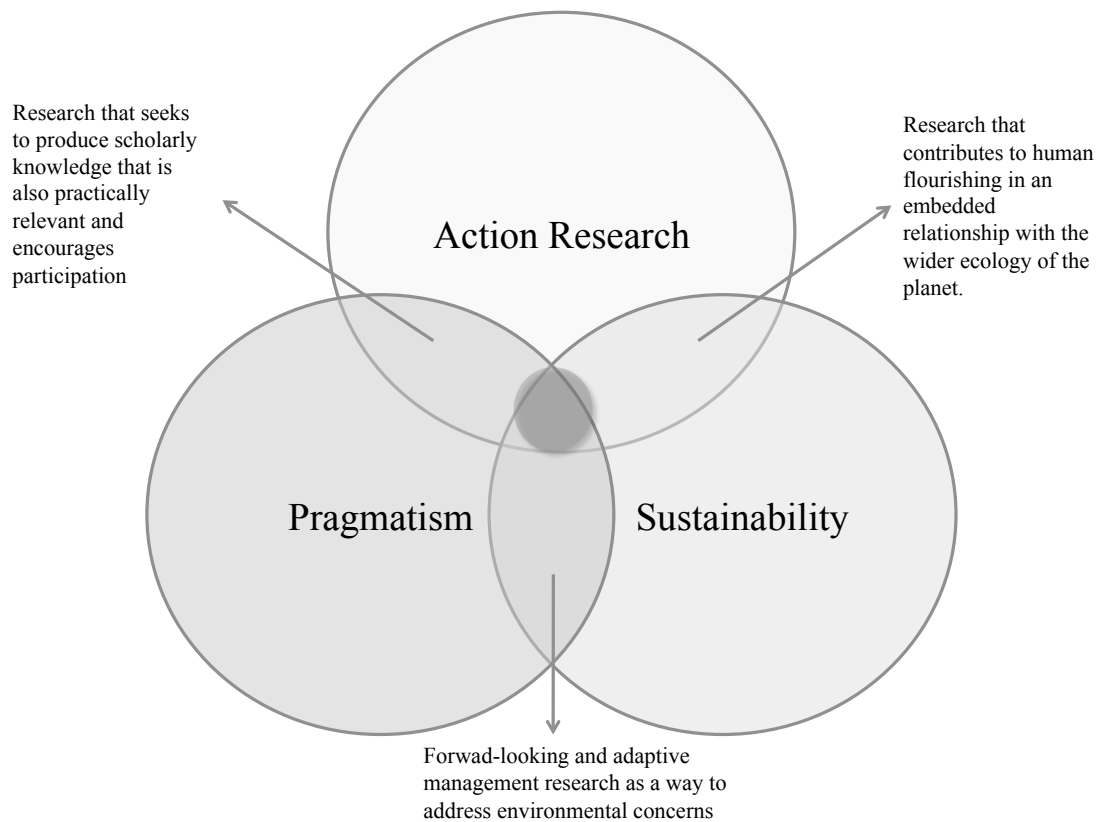 Research that seeks
to produce scholarly
knowledge that is
also practically
relevant and
encourages
participation
Research that
contributes to human
flourishing in an
embedded
relationship with the
wider ecology of the
planet.
Action Research
Pragmatism
Sustainability
Forwad-looking and adaptive
management research as a way to
address environmental concerns